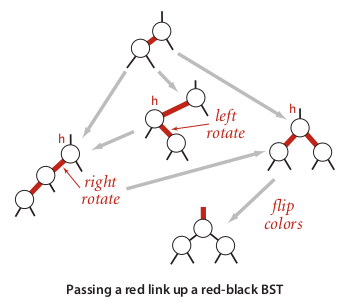 h
left
rotate
h
h
right
rotate
flip
colors
Passing a red link up a red-black BST